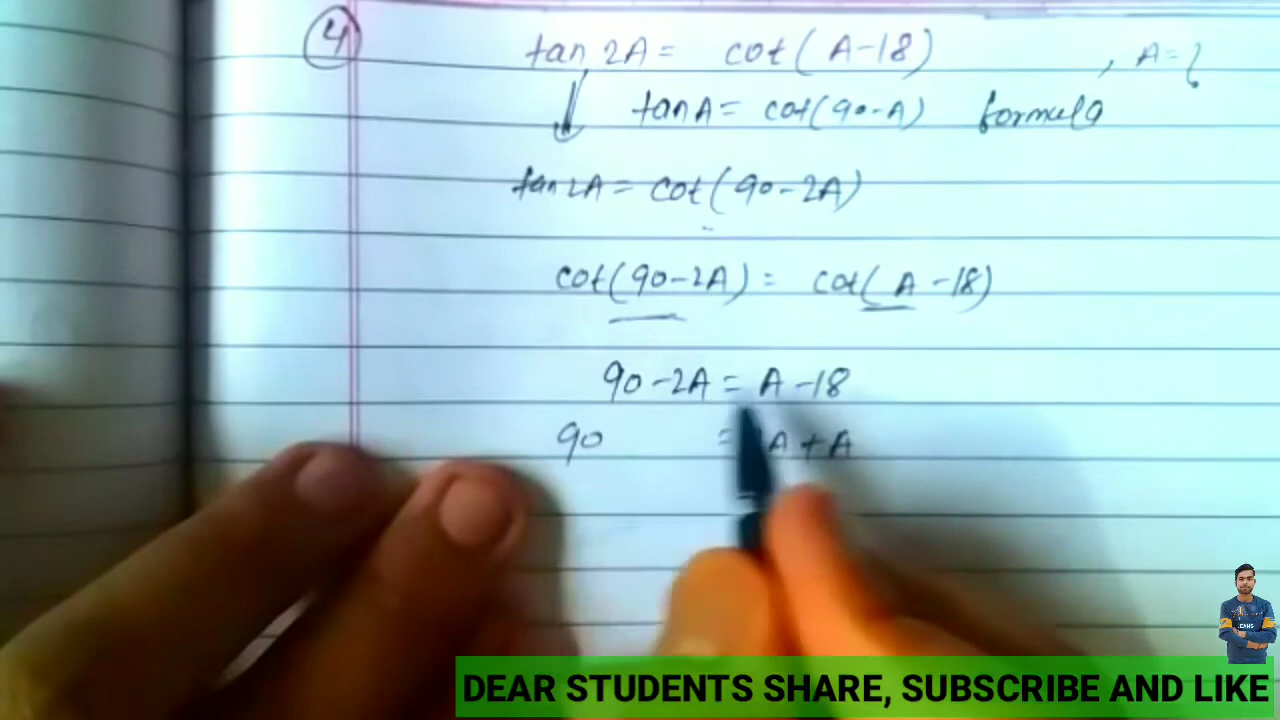 4 tan 2A = cot (A-18) , A = ?
tan A = cot (90-A) formula
tan 2A = cot (90-2A)
cot (90-2A) = cot (A-18)
90-2A = A-18
90 = A + A
DEAR STUDENTS SHARE, SUBSCRIBE AND LIKE